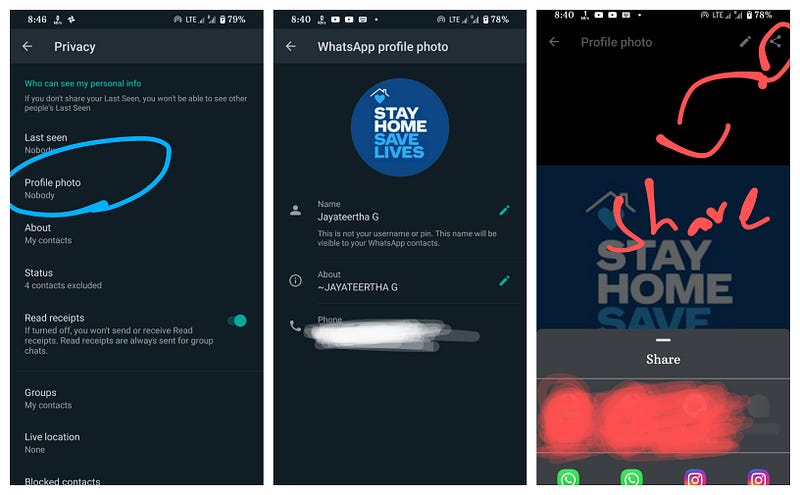 8:46
LTE
79%
Privacy
Who can see my personal info
If you don't share your Last Seen, you won't be able to see other
people's Last Seen
Last seen
Nobody
Profile photo
Nobody
About
My contacts
Status
4 contacts excluded
Read receipts
If turned off, you won't send or receive Read
receipts. Read receipts are always sent for group
chats.
Groups
My contacts
Live location
None
Blocked contacts
8:40
LTE
78%
WhatsApp profile photo
STAY
HOME
SAVE
LIVES
Name
Jayateertha G
This is not your username or pin. This name will be
visible to your WhatsApp contacts.
About
~JAYATEERTHA G
Phone
8:40
LTE
78%
Profile photo
Share
STAY
HOME
SAVE
Share